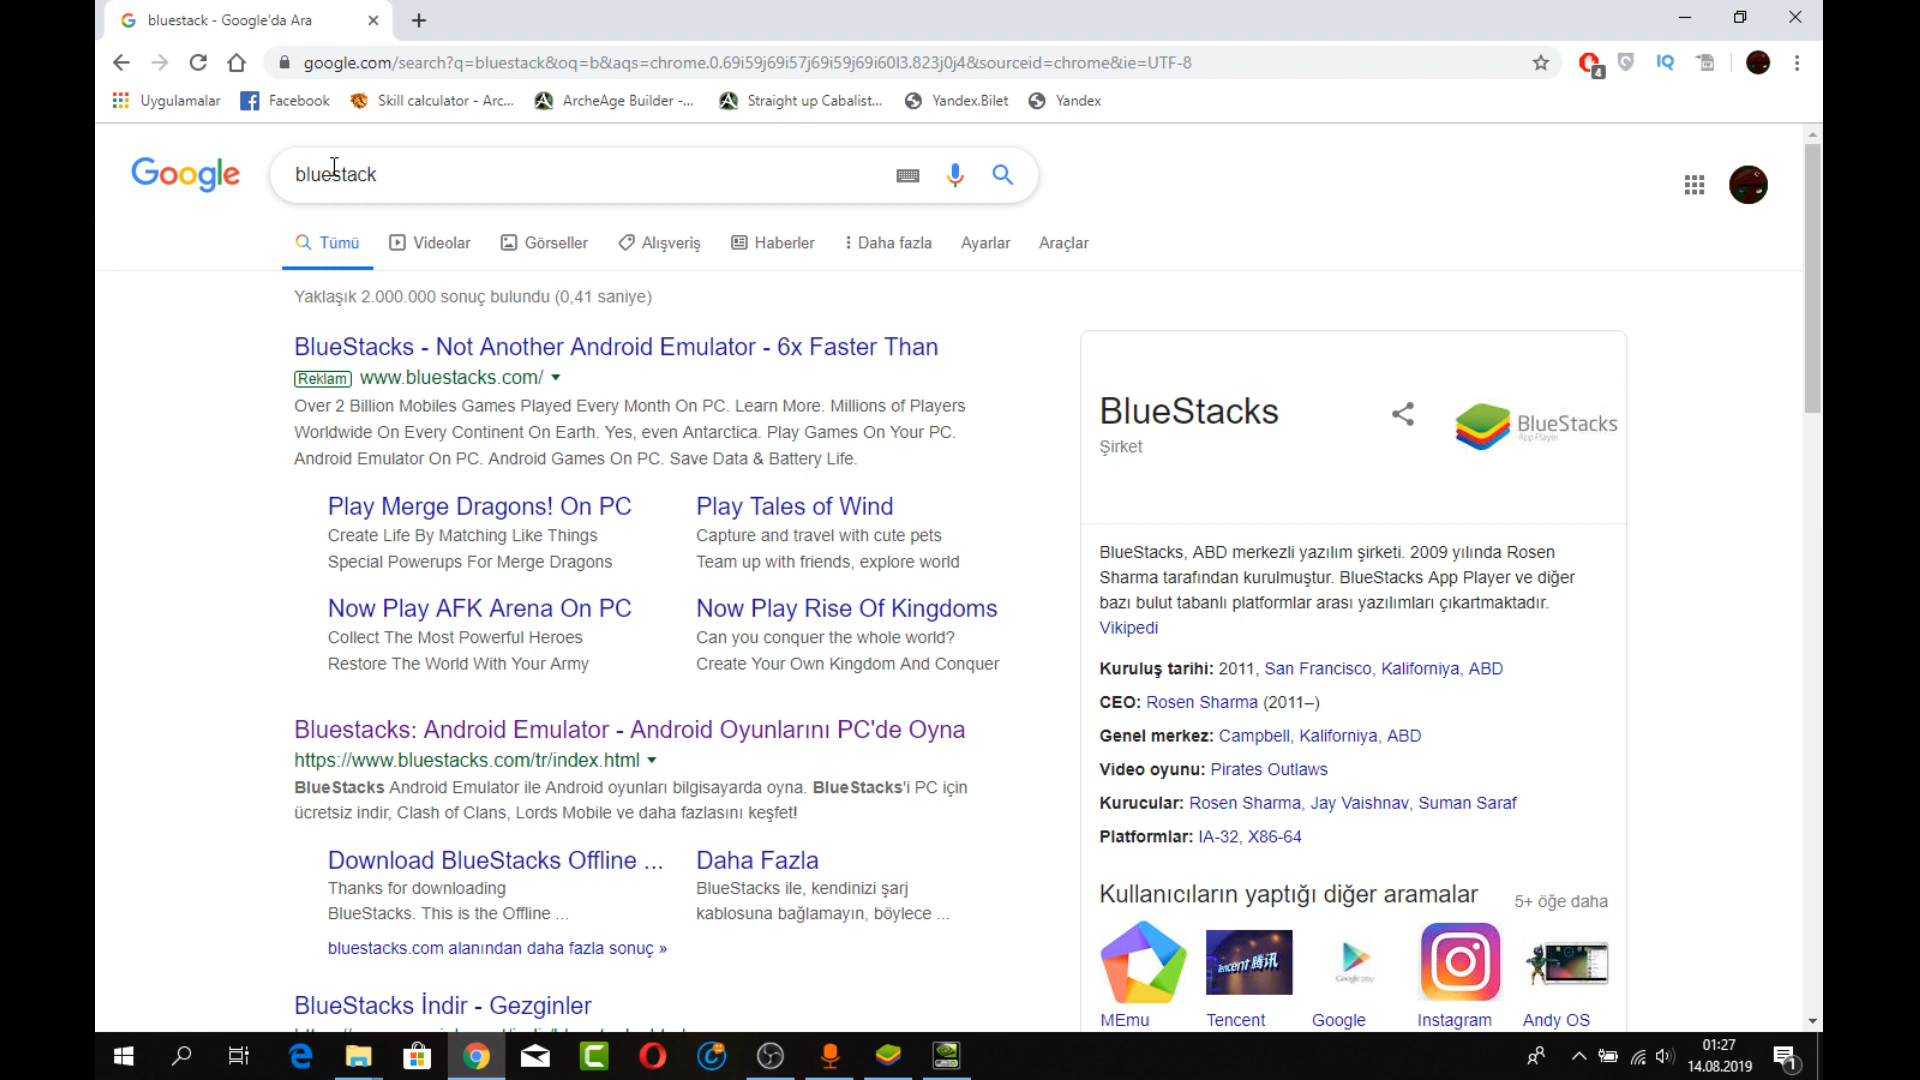 bluestack - Google'da Ara
google.com/search?q=bluestack&oq=b&aqs=chrome.0.69i59j69i57j69i59j69i60l3.823j0j4&sourceid=chrome&ie=UTF-8
4
IQ
Uygulamalar
Facebook
Skill calculator - Arc...
ArcheAge Builder -...
Straight up Cabalist...
Yandex.Bilet
Yandex
Google
bluestack
Tümü
Videolar
Görseller
Alışveriş
Haberler
Daha fazla
Ayarlar
Araçlar
Yaklaşık 2.000.000 sonuç bulundu (0,41 saniye)
BlueStacks - Not Another Android Emulator - 6x Faster Than
Reklam www.bluestacks.com/
Over 2 Billion Mobiles Games Played Every Month On PC. Learn More. Millions of Players
Worldwide On Every Continent On Earth. Yes, even Antarctica. Play Games On Your PC.
Android Emulator On PC. Android Games On PC. Save Data & Battery Life.
Play Merge Dragons! On PC
Create Life By Matching Like Things
Special Powerups For Merge Dragons
Play Tales of Wind
Capture and travel with cute pets
Team up with friends, explore world
Now Play AFK Arena On PC
Collect The Most Powerful Heroes
Restore The World With Your Army
Now Play Rise Of Kingdoms
Can you conquer the whole world?
Create Your Own Kingdom And Conquer
Bluestacks: Android Emulator - Android Oyunlarını PC'de Oyna
https://www.bluestacks.com/tr/index.html
BlueStacks Android Emulator ile Android oyunları bilgisayarda oyna. BlueStacks'i PC için
ücretsiz indir, Clash of Clans, Lords Mobile ve daha fazlasını keşfet!
Download BlueStacks Offline ...
Thanks for downloading
BlueStacks. This is the Offline ...
Daha Fazla
BlueStacks ile, kendinizi şarj
kablosuna bağlamayın, böylece ...
bluestacks.com alanından daha fazla sonuç »
BlueStacks İndir - Gezginler
BlueStacks
Şirket
BlueStacks
App Player
BlueStacks, ABD merkezli yazılım şirketi. 2009 yılında Rosen
Sharma tarafından kurulmuştur. BlueStacks App Player ve diğer
bazı bulut tabanlı platformlar arası yazılımları çıkartmaktadır.
Vikipedi
Kuruluş tarihi: 2011, San Francisco, Kaliforniya, ABD
CEO: Rosen Sharma (2011–)
Genel merkez: Campbell, Kaliforniya, ABD
Video oyunu: Pirates Outlaws
Kurucular: Rosen Sharma, Jay Vaishnav, Suman Saraf
Platformlar: IA-32, X86-64
Kullanıcıların yaptığı diğer aramalar
5+ öğe daha
Tencent 腾讯
Google play
MEmu
Tencent
Google
Instagram
Andy OS
01:27
14.08.2019
1